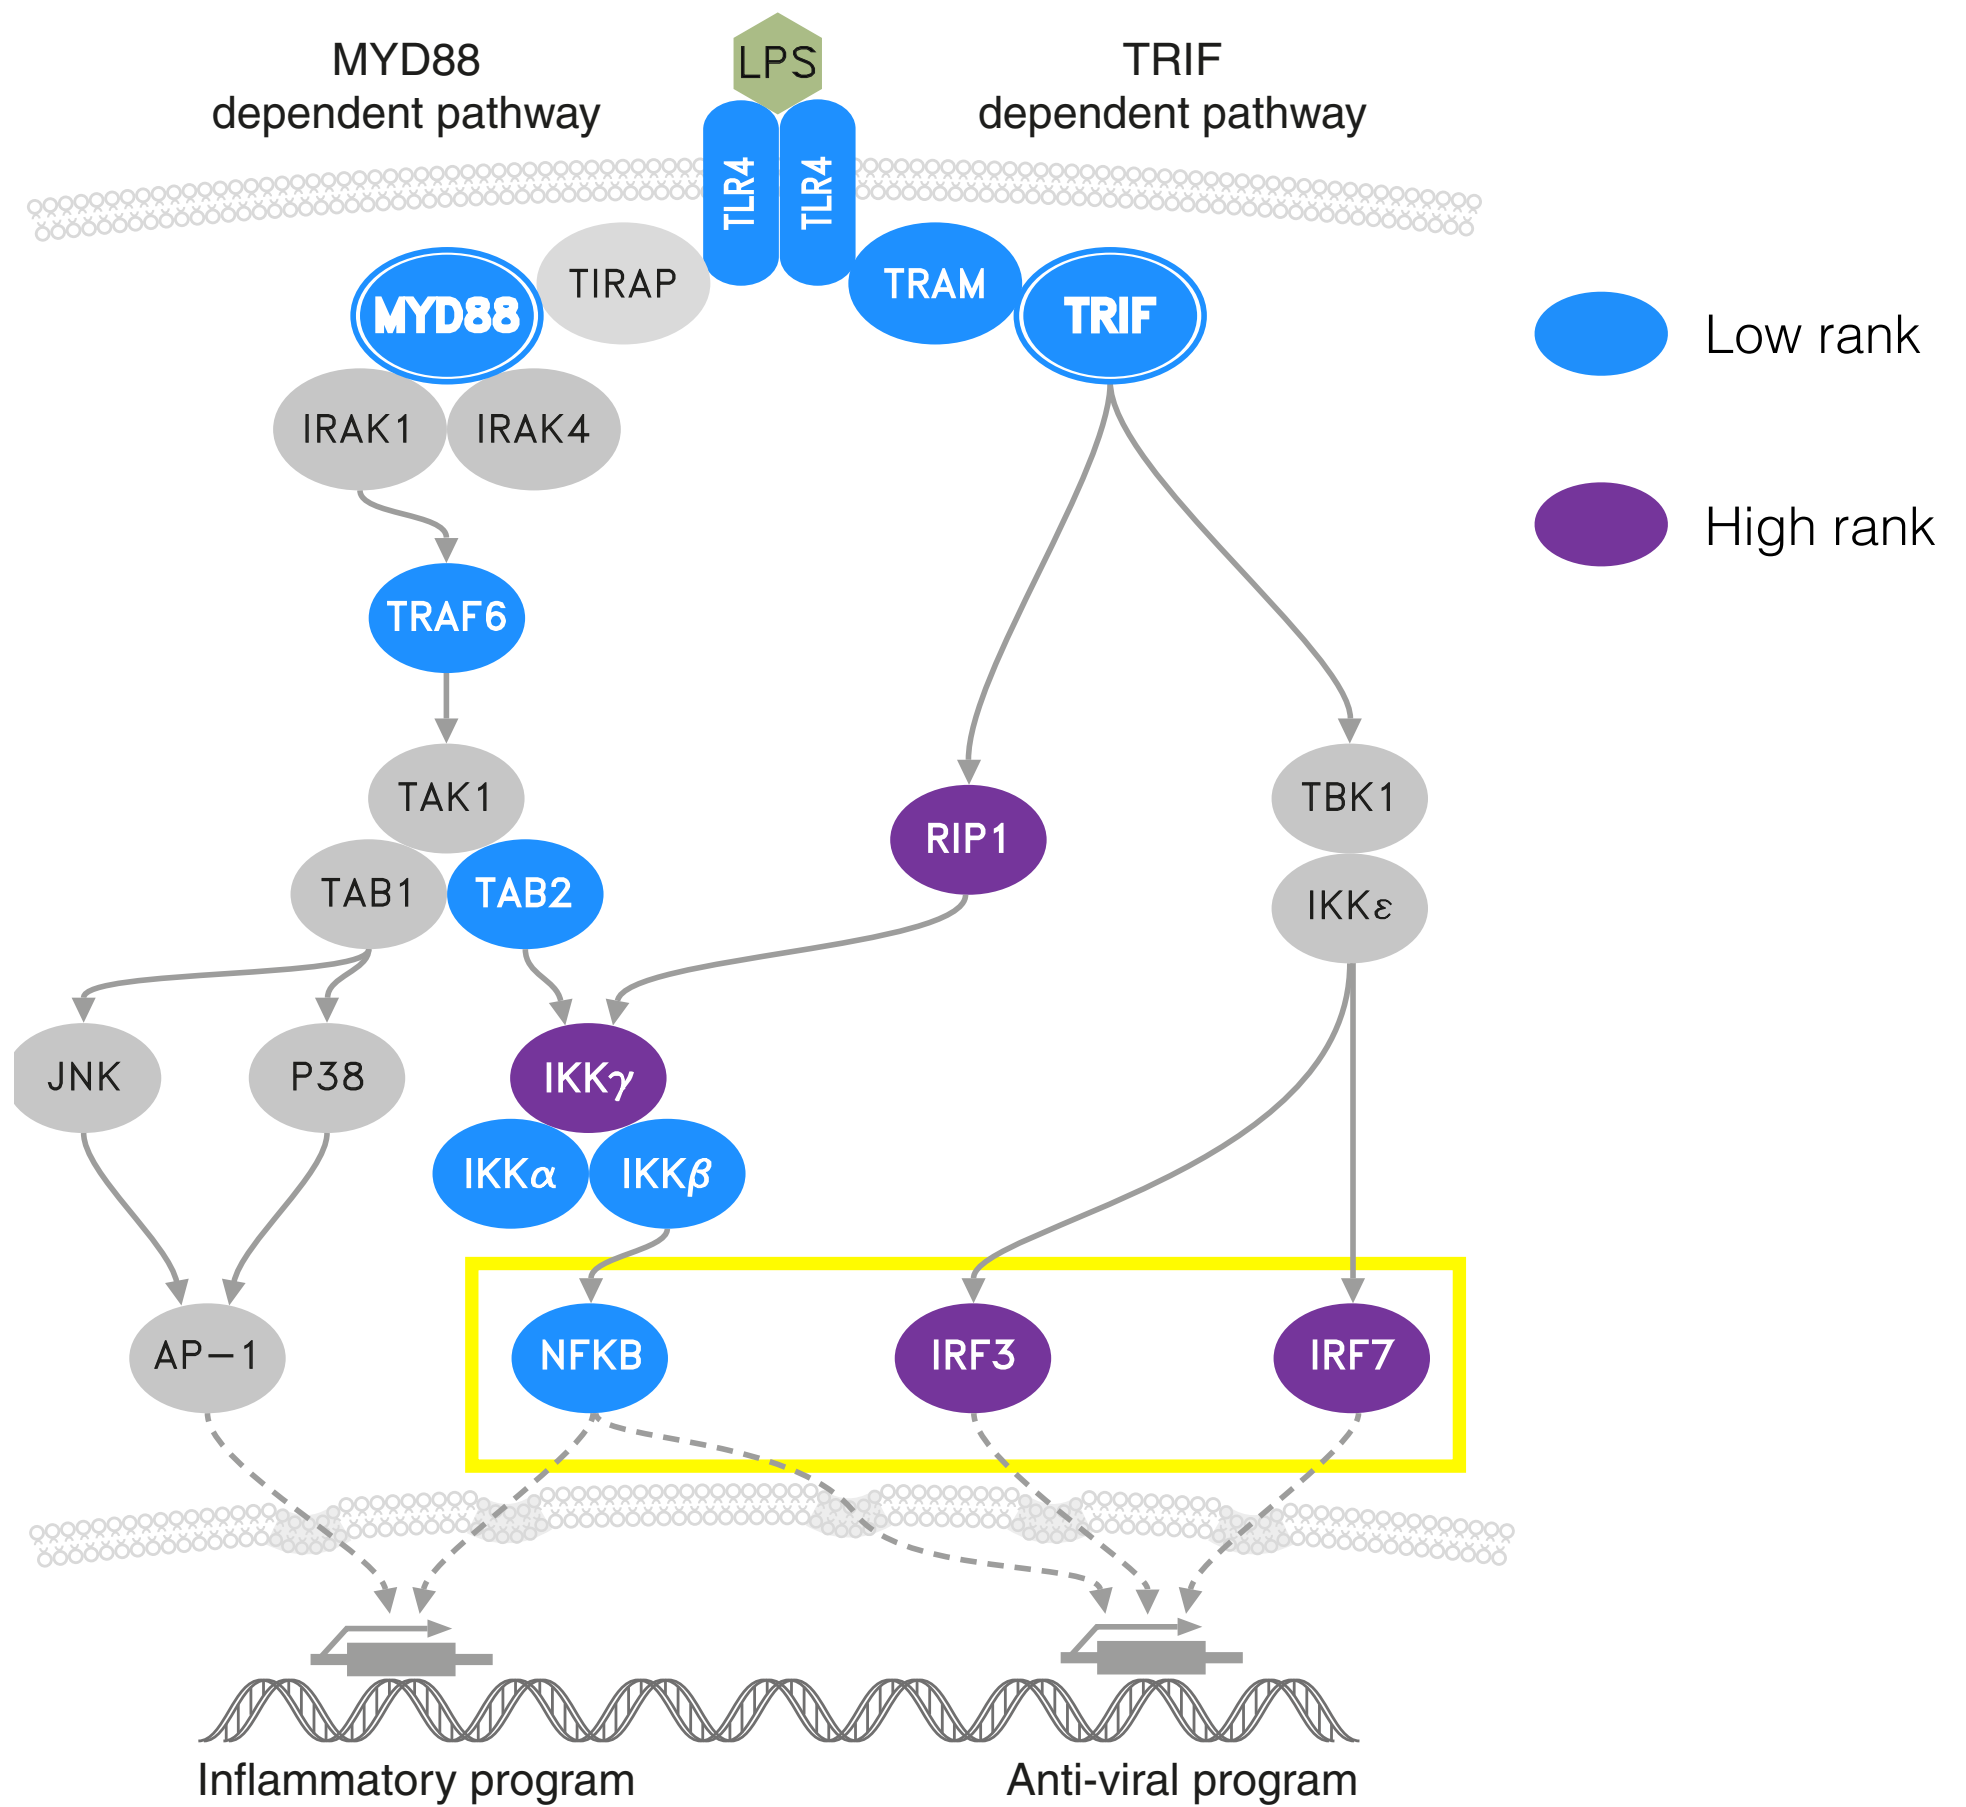 MYD88
dependent pathway
LPS
TRIF
dependent pathway
TLR4
TLR4
TIRAP
TRAM
MYD88
TRIF
Low rank
IRAK1
IRAK4
High rank
TRAF6
TAK1
TBK1
RIP1
TAB1
TAB2
IKKε
JNK
P38
IKKγ
IKKα
IKKβ
AP-1
NFKB
IRF3
IRF7
Inflammatory program
Anti-viral program